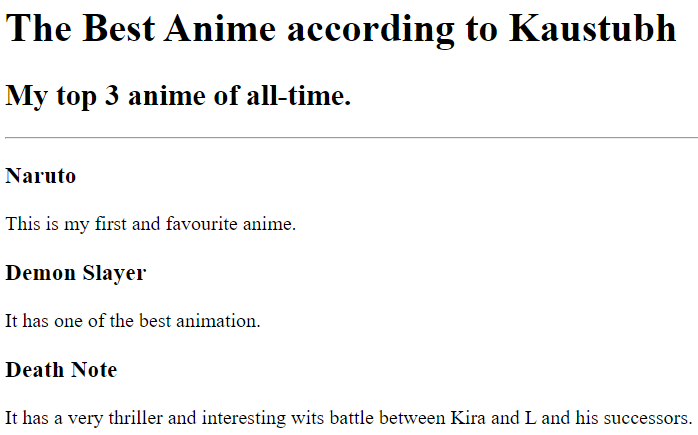 The Best Anime according to Kaustubh
My top 3 anime of all-time.
Naruto
This is my first and favourite anime.
Demon Slayer
It has one of the best animation.
Death Note
It has a very thriller and interesting wits battle between Kira and L and his successors.